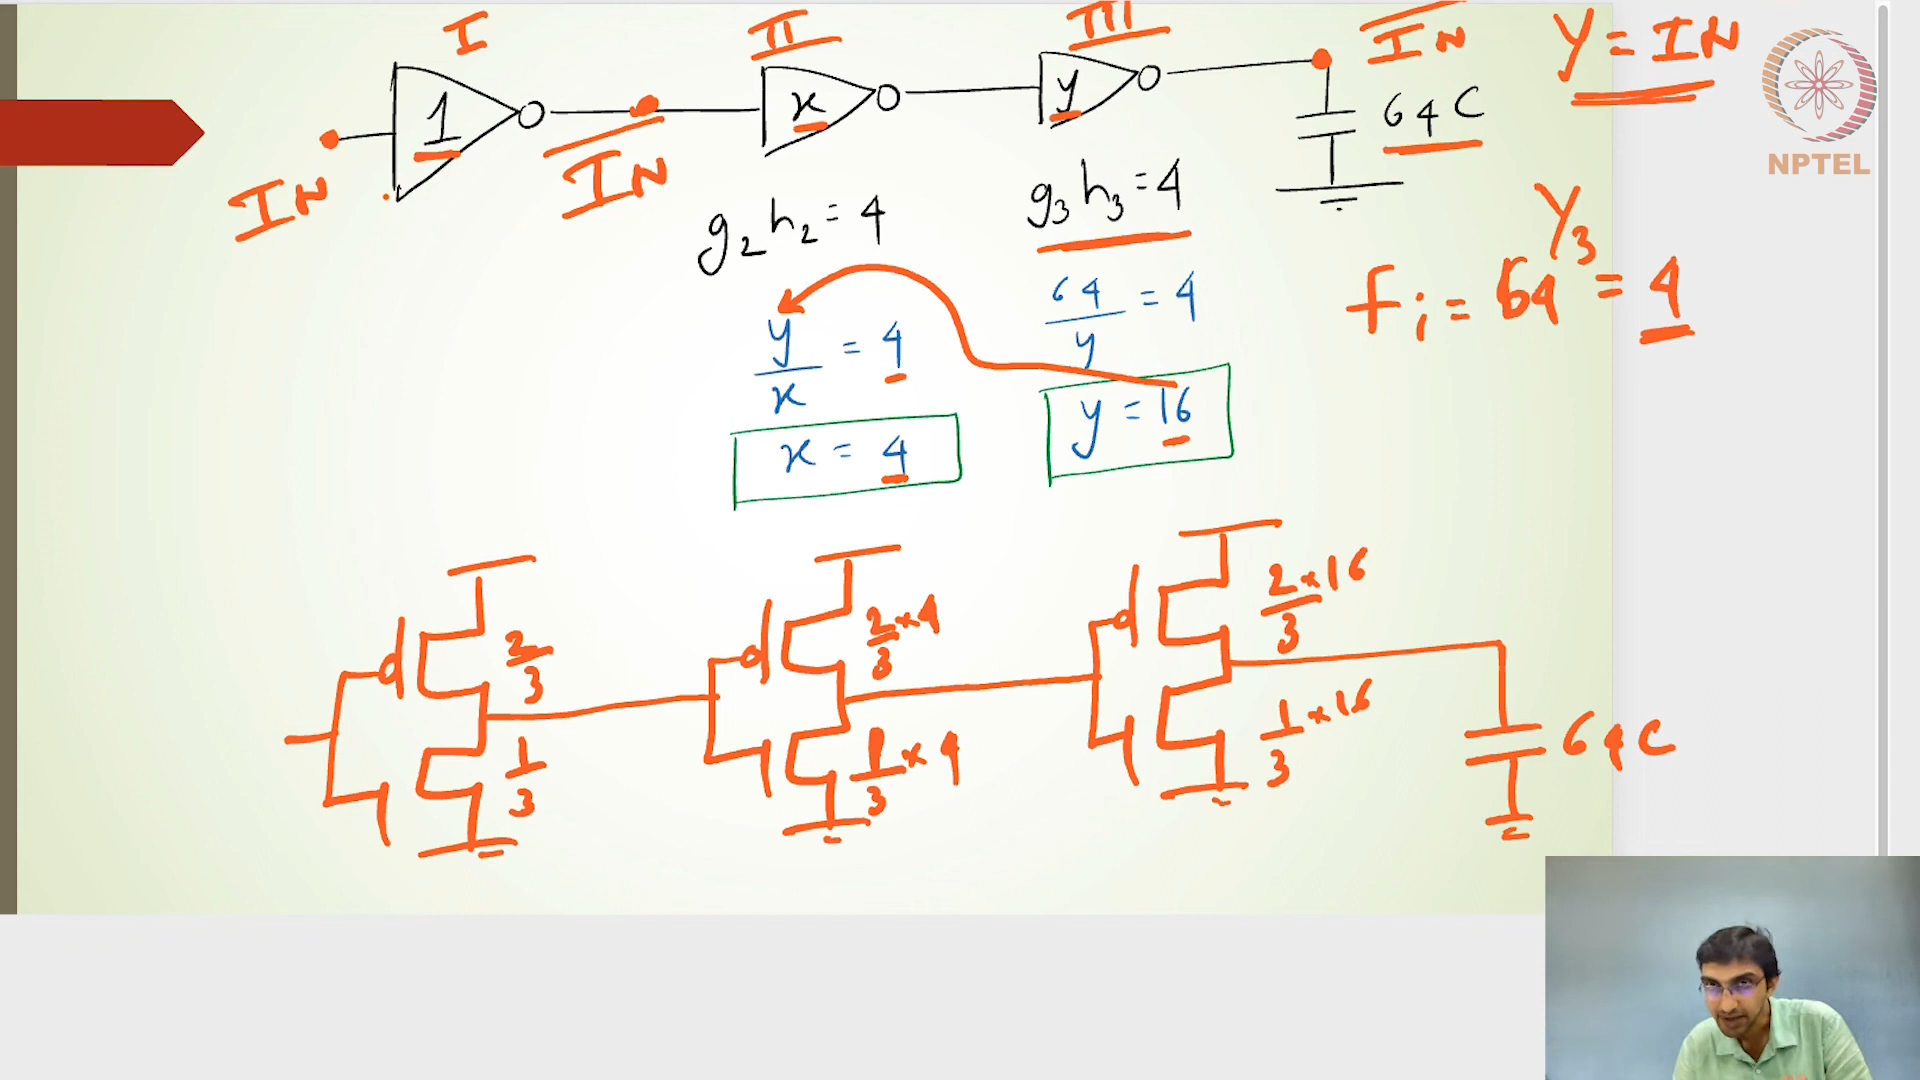 I II III
IN̅ Y = IN
1 x y 64C
NPTEL
IN IN̅
g₂h₂ = 4 g₃h₃ = 4
fᵢ = 64^1/3 = 4
y/x = 4 64/y = 4
x = 4 y = 16
2/3 2/3 × 4 2/3 × 16
1/3 1/3 × 4 1/3 × 16
64C